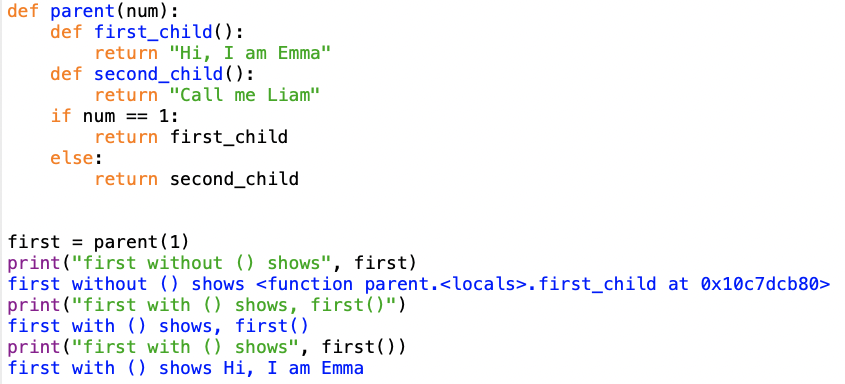 def parent(num):
    def first_child():
        return "Hi, I am Emma"
    def second_child():
        return "Call me Liam"
    if num == 1:
        return first_child
    else:
        return second_child
first = parent(1)
print("first without () shows", first)
first without () shows <function parent.<locals>.first_child at 0x10c7dcb80>
print("first with () shows, first()")
first with () shows, first()
print("first with () shows", first())
first with () shows Hi, I am Emma